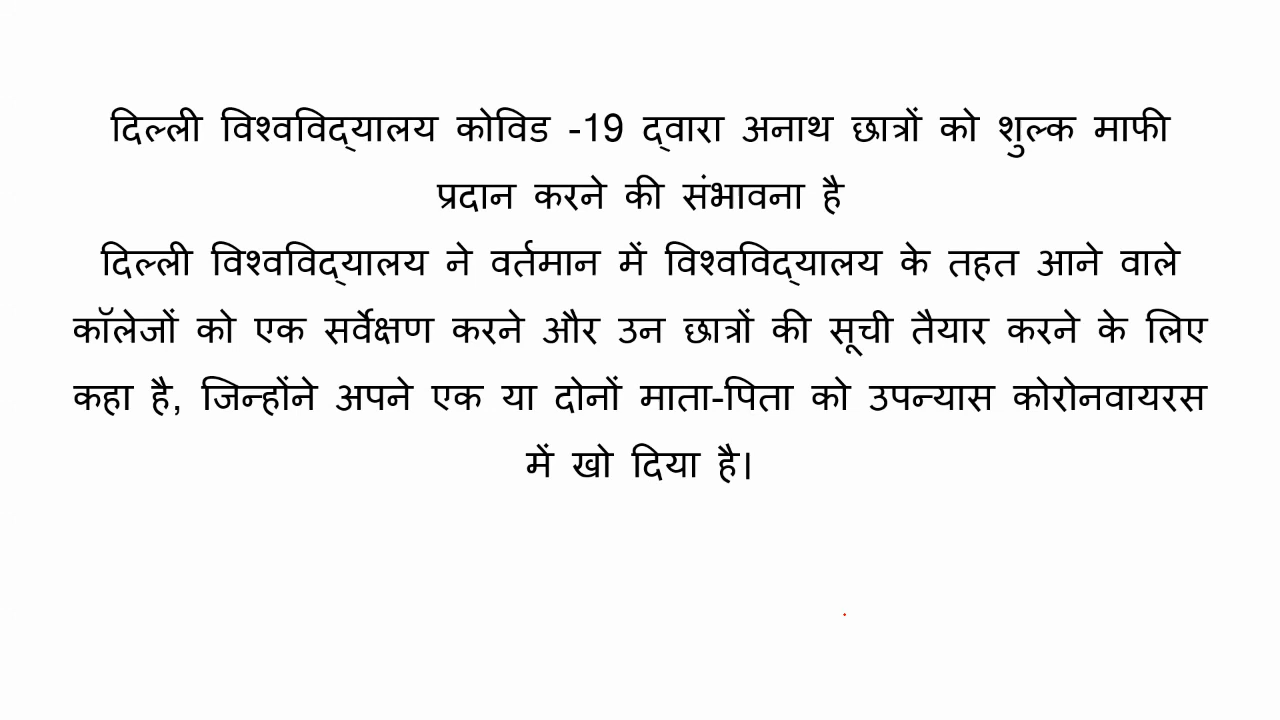 दिल्ली विश्वविद्यालय कोविड -19 द्वारा अनाथ छात्रों को शुल्क माफी
प्रदान करने की संभावना है
दिल्ली विश्वविद्यालय ने वर्तमान में विश्वविद्यालय के तहत आने वाले
कॉलेजों को एक सर्वेक्षण करने और उन छात्रों की सूची तैयार करने के लिए
कहा है, जिन्होंने अपने एक या दोनों माता-पिता को उपन्यास कोरोनवायरस
में खो दिया है।